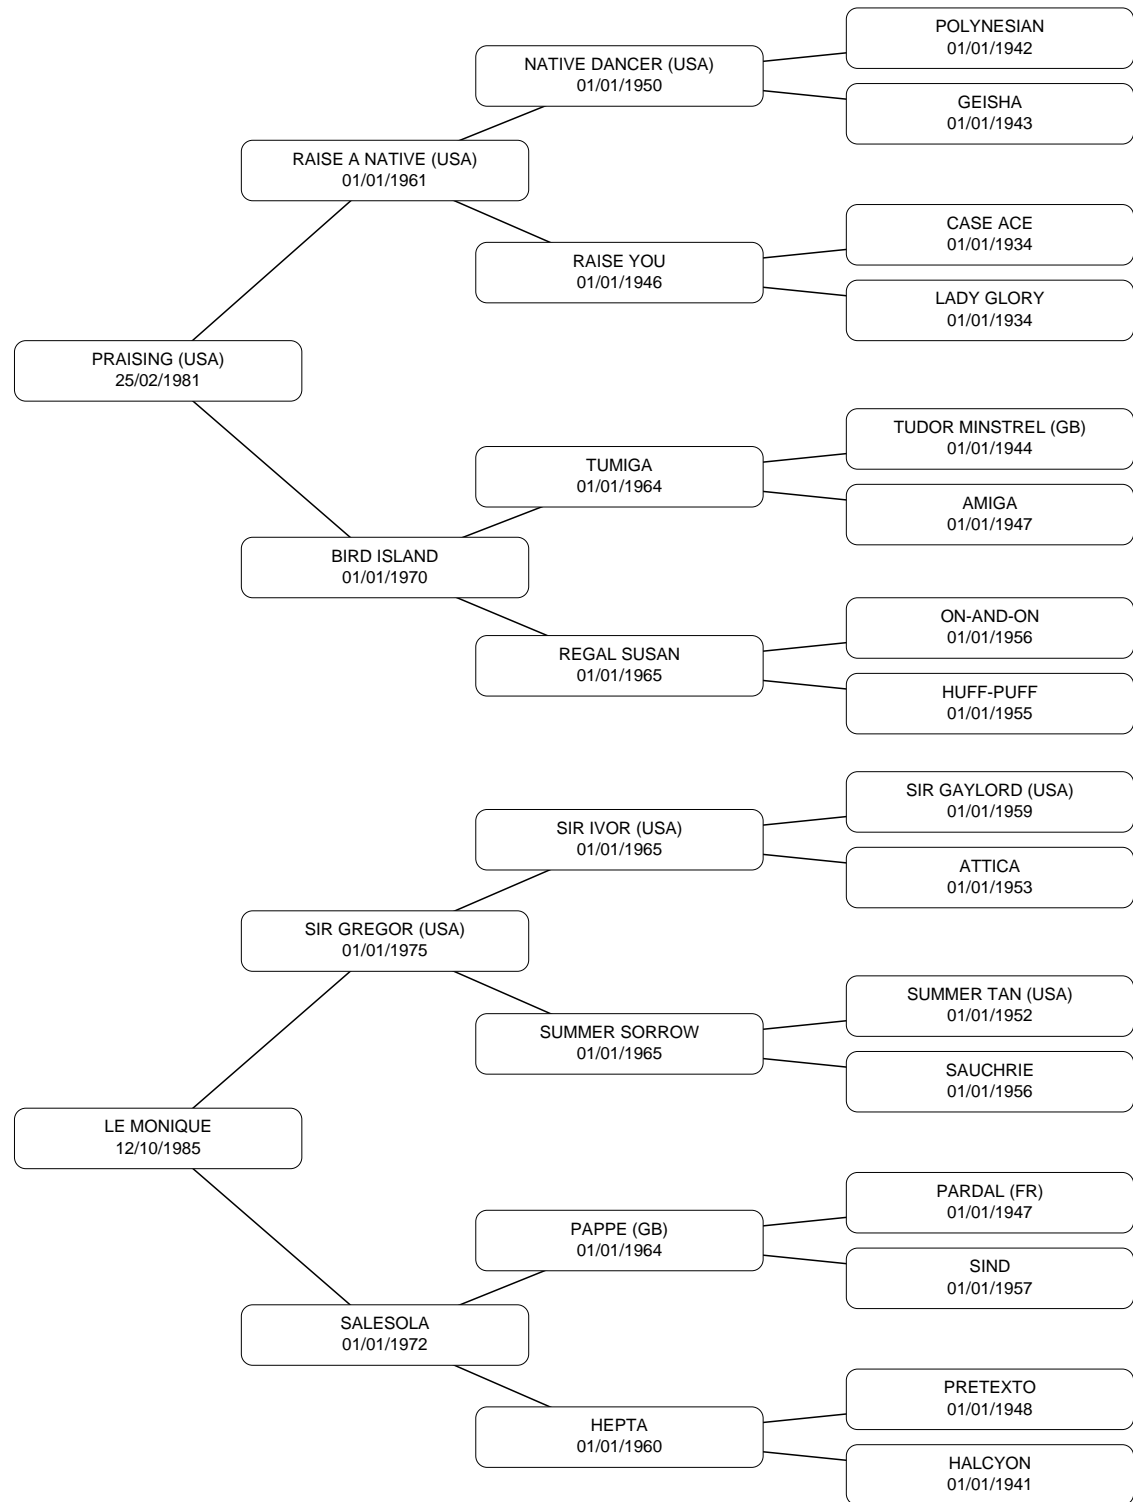 POLYNESIAN
01/01/1942
NATIVE DANCER (USA)
01/01/1950
GEISHA
01/01/1943
RAISE A NATIVE (USA)
01/01/1961
CASE ACE
01/01/1934
RAISE YOU
01/01/1946
LADY GLORY
01/01/1934
PRAISING (USA)
25/02/1981
TUDOR MINSTREL (GB)
01/01/1944
TUMIGA
01/01/1964
AMIGA
01/01/1947
BIRD ISLAND
01/01/1970
ON-AND-ON
01/01/1956
REGAL SUSAN
01/01/1965
HUFF-PUFF
01/01/1955
SIR GAYLORD (USA)
01/01/1959
SIR IVOR (USA)
01/01/1965
ATTICA
01/01/1953
SIR GREGOR (USA)
01/01/1975
SUMMER TAN (USA)
01/01/1952
SUMMER SORROW
01/01/1965
SAUCHRIE
01/01/1956
LE MONIQUE
12/10/1985
PARDAL (FR)
01/01/1947
PAPPE (GB)
01/01/1964
SIND
01/01/1957
SALESOLA
01/01/1972
PRETEXTO
01/01/1948
HEPTA
01/01/1960
HALCYON
01/01/1941